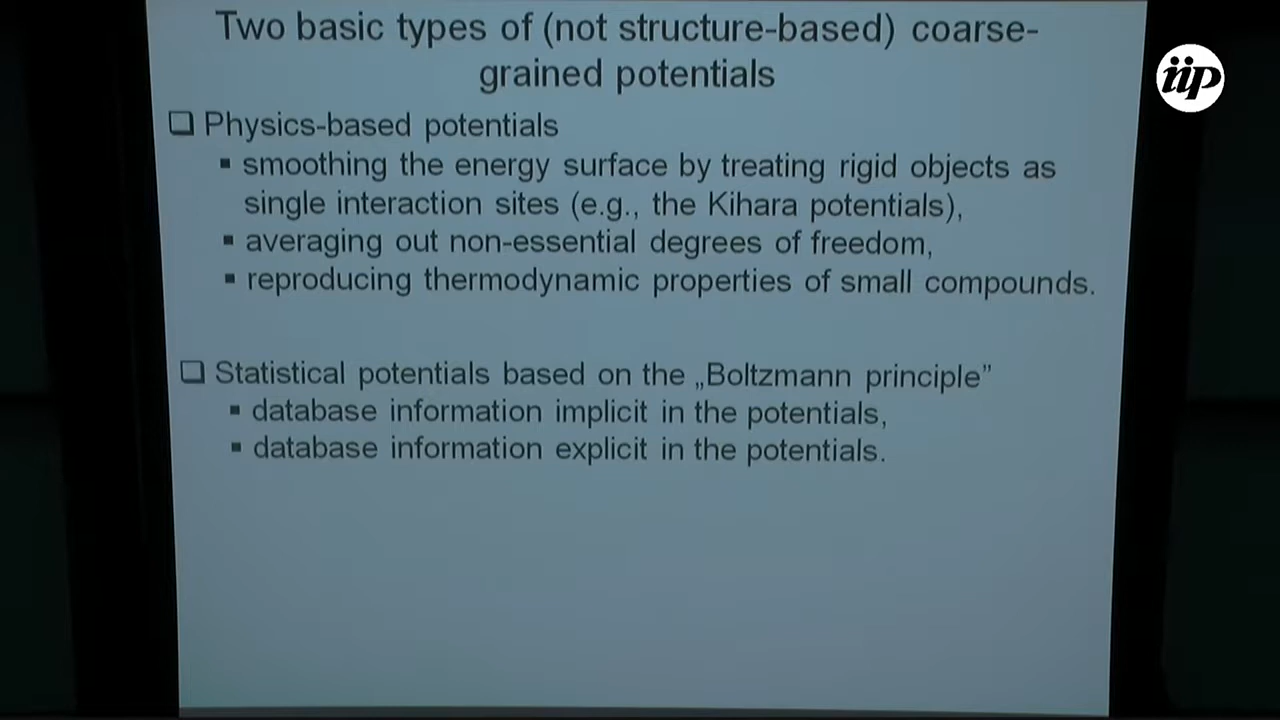 Two basic types of (not structure-based) coarse-
grained potentials
Physics-based potentials
smoothing the energy surface by treating rigid objects as
single interaction sites (e.g., the Kihara potentials),
averaging out non-essential degrees of freedom,
reproducing thermodynamic properties of small compounds.
Statistical potentials based on the „Boltzmann principle”
database information implicit in the potentials,
database information explicit in the potentials.
iip